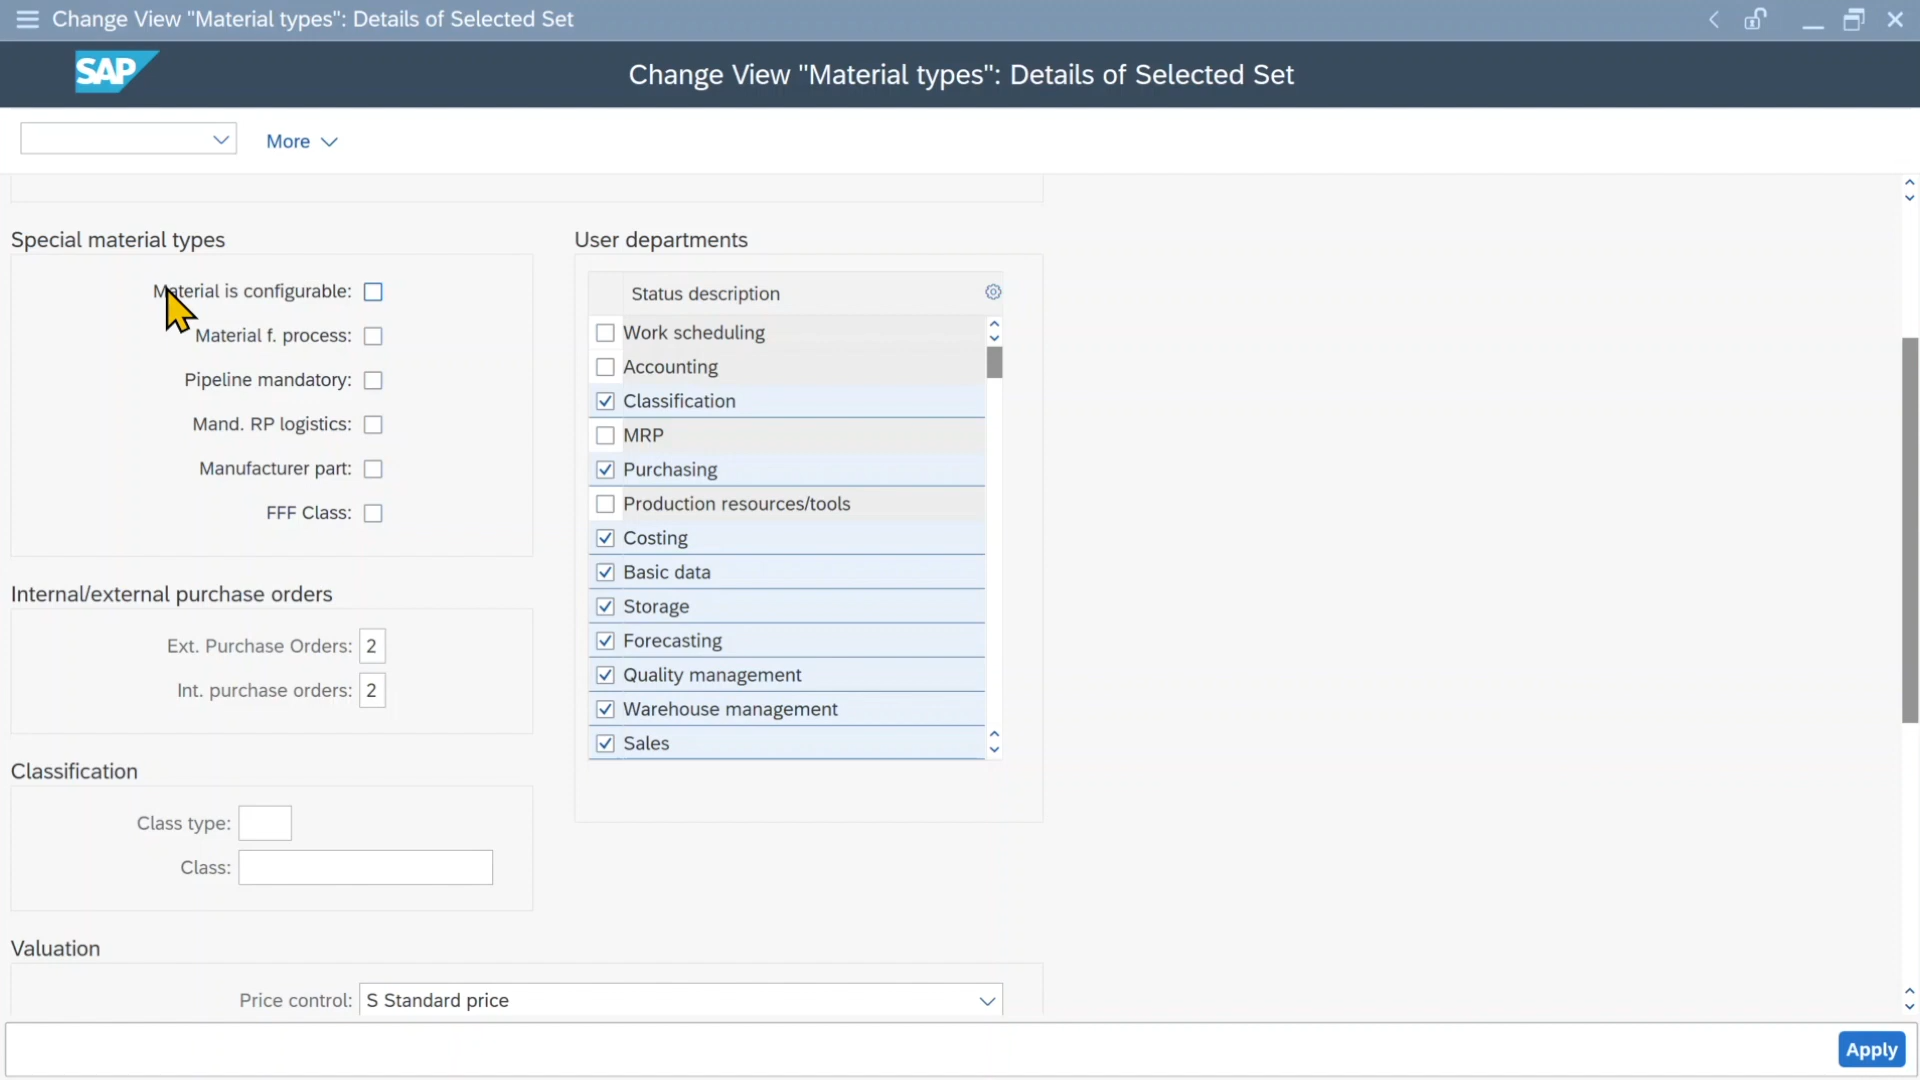 Change View "Material types": Details of Selected Set
SAP
Change View "Material types": Details of Selected Set
More
Special material types
Material is configurable:
Material f. process:
Pipeline mandatory:
Mand. RP logistics:
Manufacturer part:
FFF Class:
User departments
Status description
Work scheduling
Accounting
Classification
MRP
Purchasing
Production resources/tools
Costing
Basic data
Storage
Forecasting
Quality management
Warehouse management
Sales
Internal/external purchase orders
Ext. Purchase Orders: 2
Int. purchase orders: 2
Classification
Class type:
Class:
Valuation
Price control: S Standard price
Apply